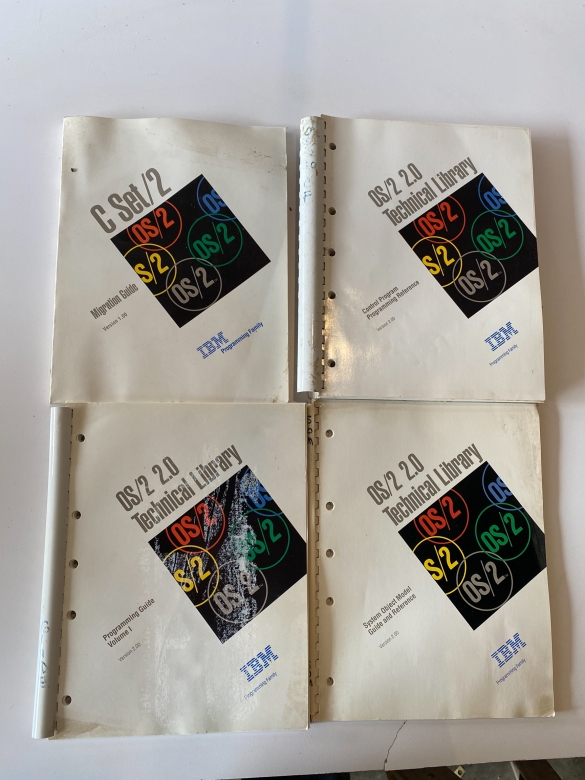 C Set/2
OS/2
OS
OS/2
S/2
OS/2
Migration Guide
Version 1.00
IBM
Programming Family
OS/2 2.0
Technical Library
OS/2
OS
OS/2
S/2
OS/2
Control Program
Programming Reference
Version 2.00
IBM
Programming Family
OS/2 2.0
Technical Library
OS/2
OS/2
S/2
OS/2
Programming Guide
Volume I
Version 2.00
IBM
Programming Family
OS/2 2.0
Technical Library
OS/2
OS
OS/2
S/2
OS/2
System Object Model
Guide and Reference
Version 2.00
IBM
Programming Family